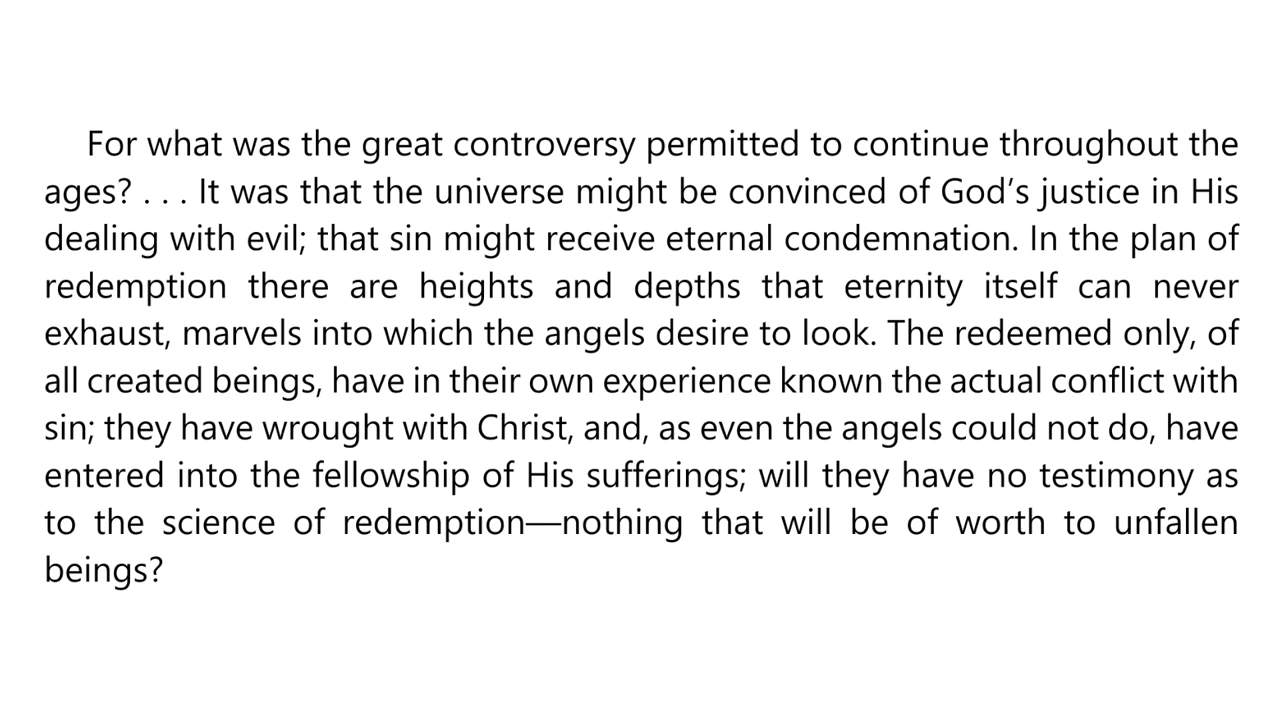 For what was the great controversy permitted to continue throughout the
ages? . . . It was that the universe might be convinced of God’s justice in His
dealing with evil; that sin might receive eternal condemnation. In the plan of
redemption there are heights and depths that eternity itself can never
exhaust, marvels into which the angels desire to look. The redeemed only, of
all created beings, have in their own experience known the actual conflict with
sin; they have wrought with Christ, and, as even the angels could not do, have
entered into the fellowship of His sufferings; will they have no testimony as
to the science of redemption—nothing that will be of worth to unfallen
beings?